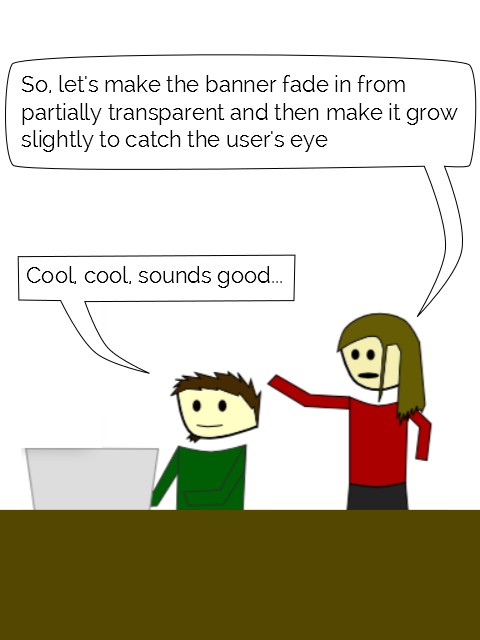 So, let's make the banner fade in from
partially transparent and then make it grow
slightly to catch the user's eye
Cool, cool, sounds good...